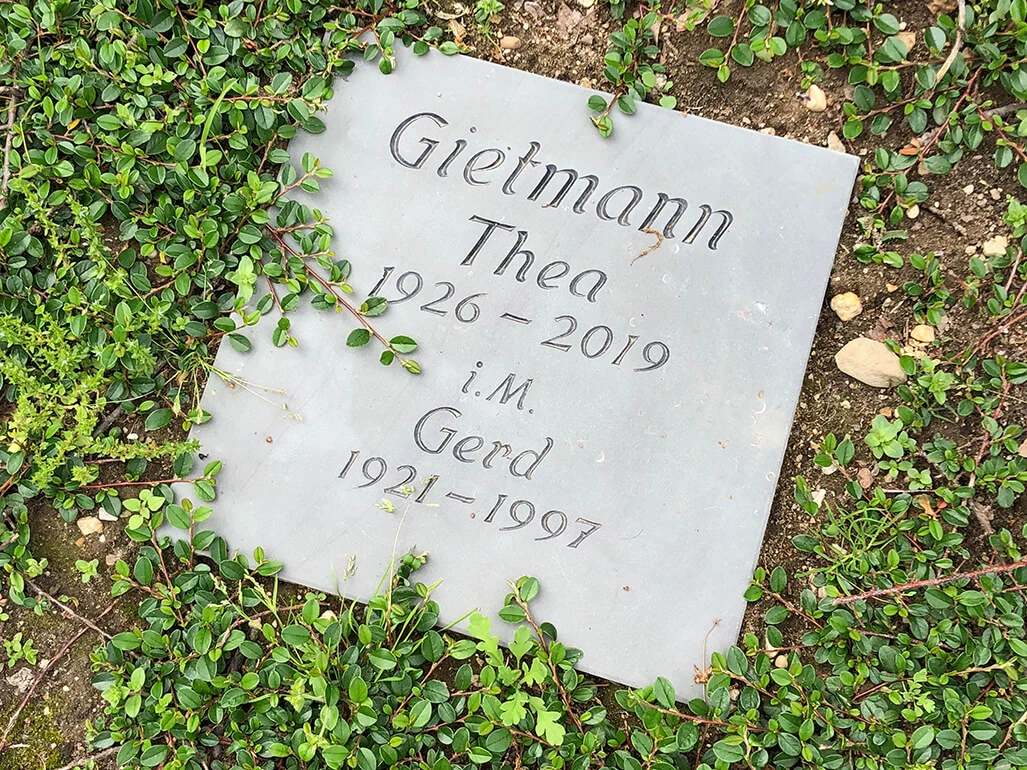 Gietmann
Thea
1926 - 2019
i.M.
Gerd
1921 - 1997